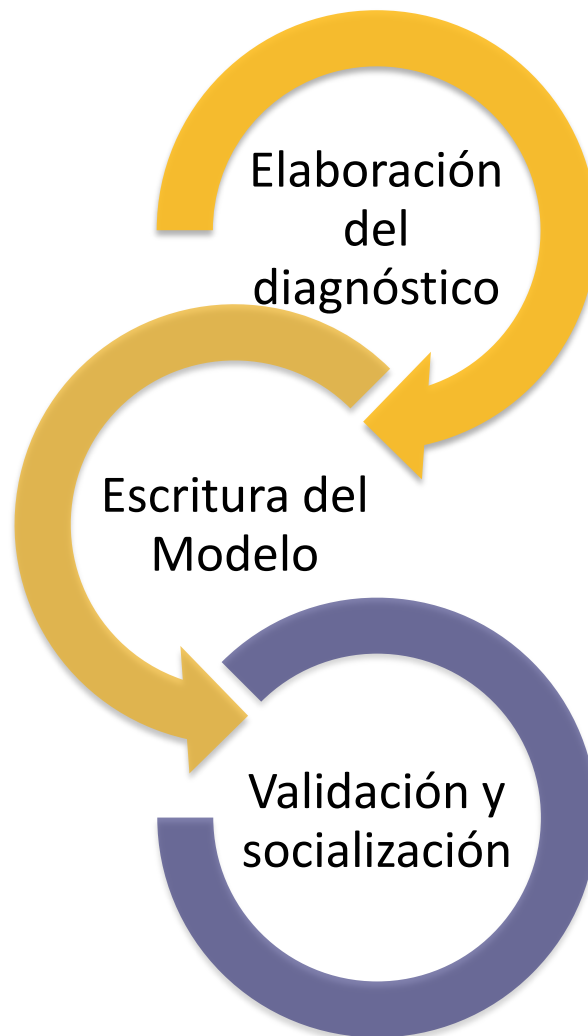 Elaboración
del
diagnóstico
Escritura del
Modelo
Validación y
socialización